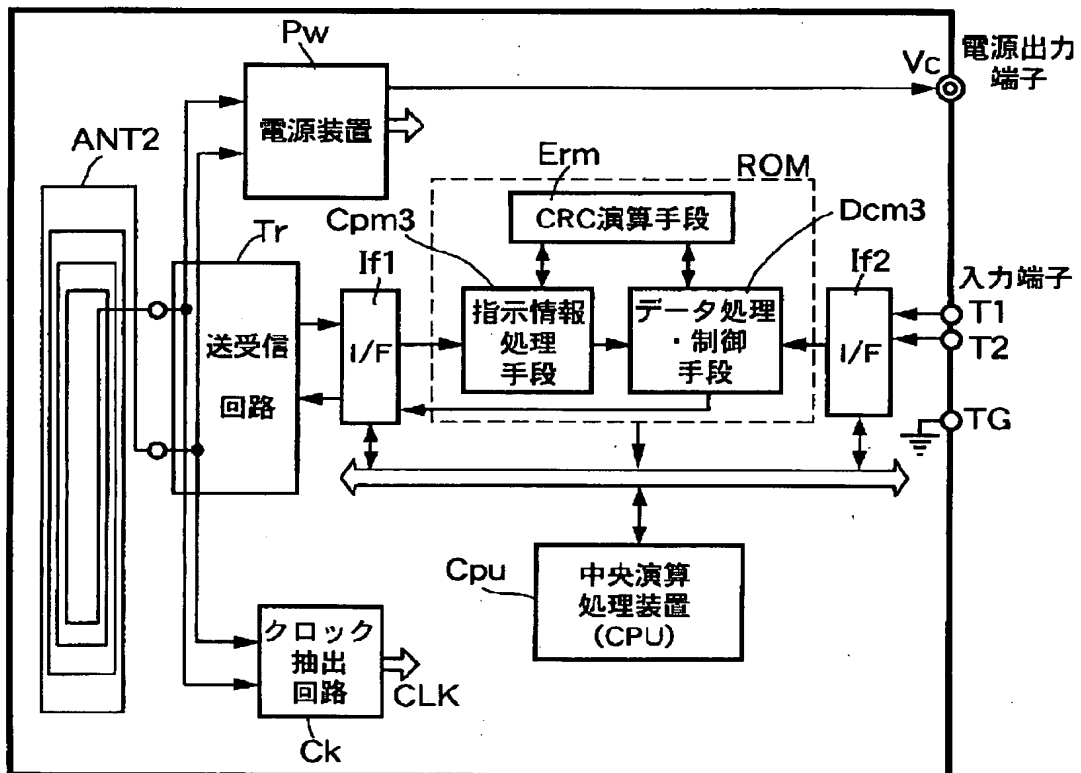 Pw
電源装置
Vc
電源出力
端子
ANT2
Tr
送受信
回路
If1
I/F
Cpm3
指示情報
処理
手段
Erm
CRC演算手段
ROM
Dcm3
データ処理
・制御
手段
If2
I/F
入力端子
T1
T2
TG
Cpu
中央演算
処理装置
(CPU)
クロック
抽出
回路
CLK
Ck